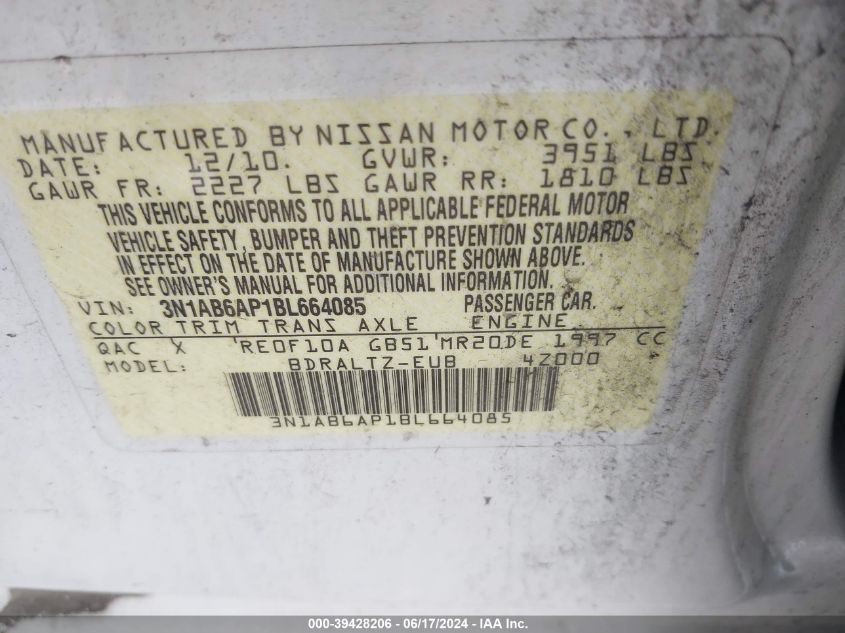 MANUFACTURED BY NISSAN MOTOR CO., LTD.
DATE: 12/10. GVWR: 3951 LBS
GAWR FR: 2227 LBS GAWR RR: 1810 LBS
THIS VEHICLE CONFORMS TO ALL APPLICABLE FEDERAL MOTOR
VEHICLE SAFETY, BUMPER AND THEFT PREVENTION STANDARDS
IN EFFECT ON THE DATE OF MANUFACTURE SHOWN ABOVE.
SEE OWNER'S MANUAL FOR ADDITIONAL INFORMATION.
VIN: 3N1AB6AP1BL664085 PASSENGER CAR.
COLOR TRIM TRANS AXLE ENGINE
QAC X 'RE0F10A GB51'MR20DE 1997 CC
MODEL: BDRALTZ-EUB 4Z000
3N1AB6AP1BL664085
000-39428206 - 06/17/2024 - IAA Inc.